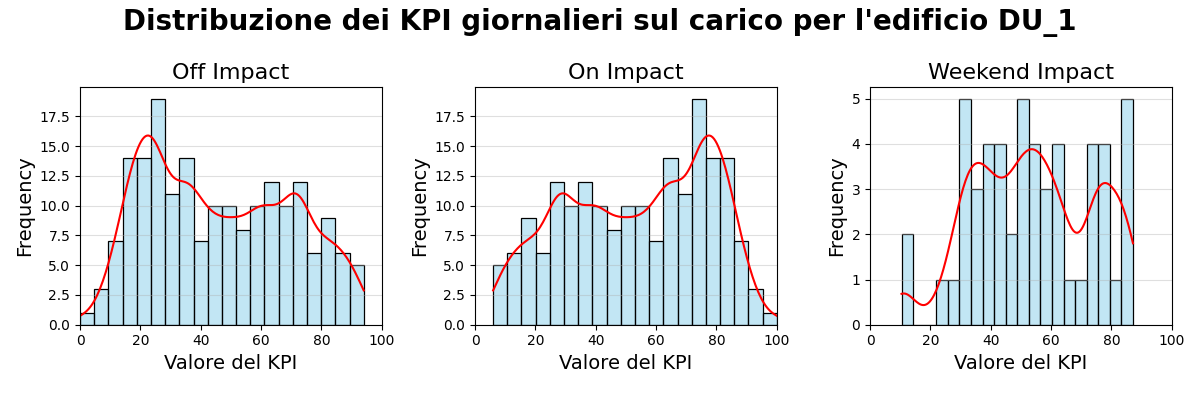 Distribuzione dei KPI giornalieri sul carico per l'edificio DU_1
Off Impact
On Impact
Weekend Impact
Frequency
17.5
15.0
12.5
10.0
7.5
5.0
2.5
0.0
0 20 40 60 80 100
Valore del KPI
Frequency
17.5
15.0
12.5
10.0
7.5
5.0
2.5
0.0
0 20 40 60 80 100
Valore del KPI
Frequency
5
4
3
2
1
0
0 20 40 60 80 100
Valore del KPI